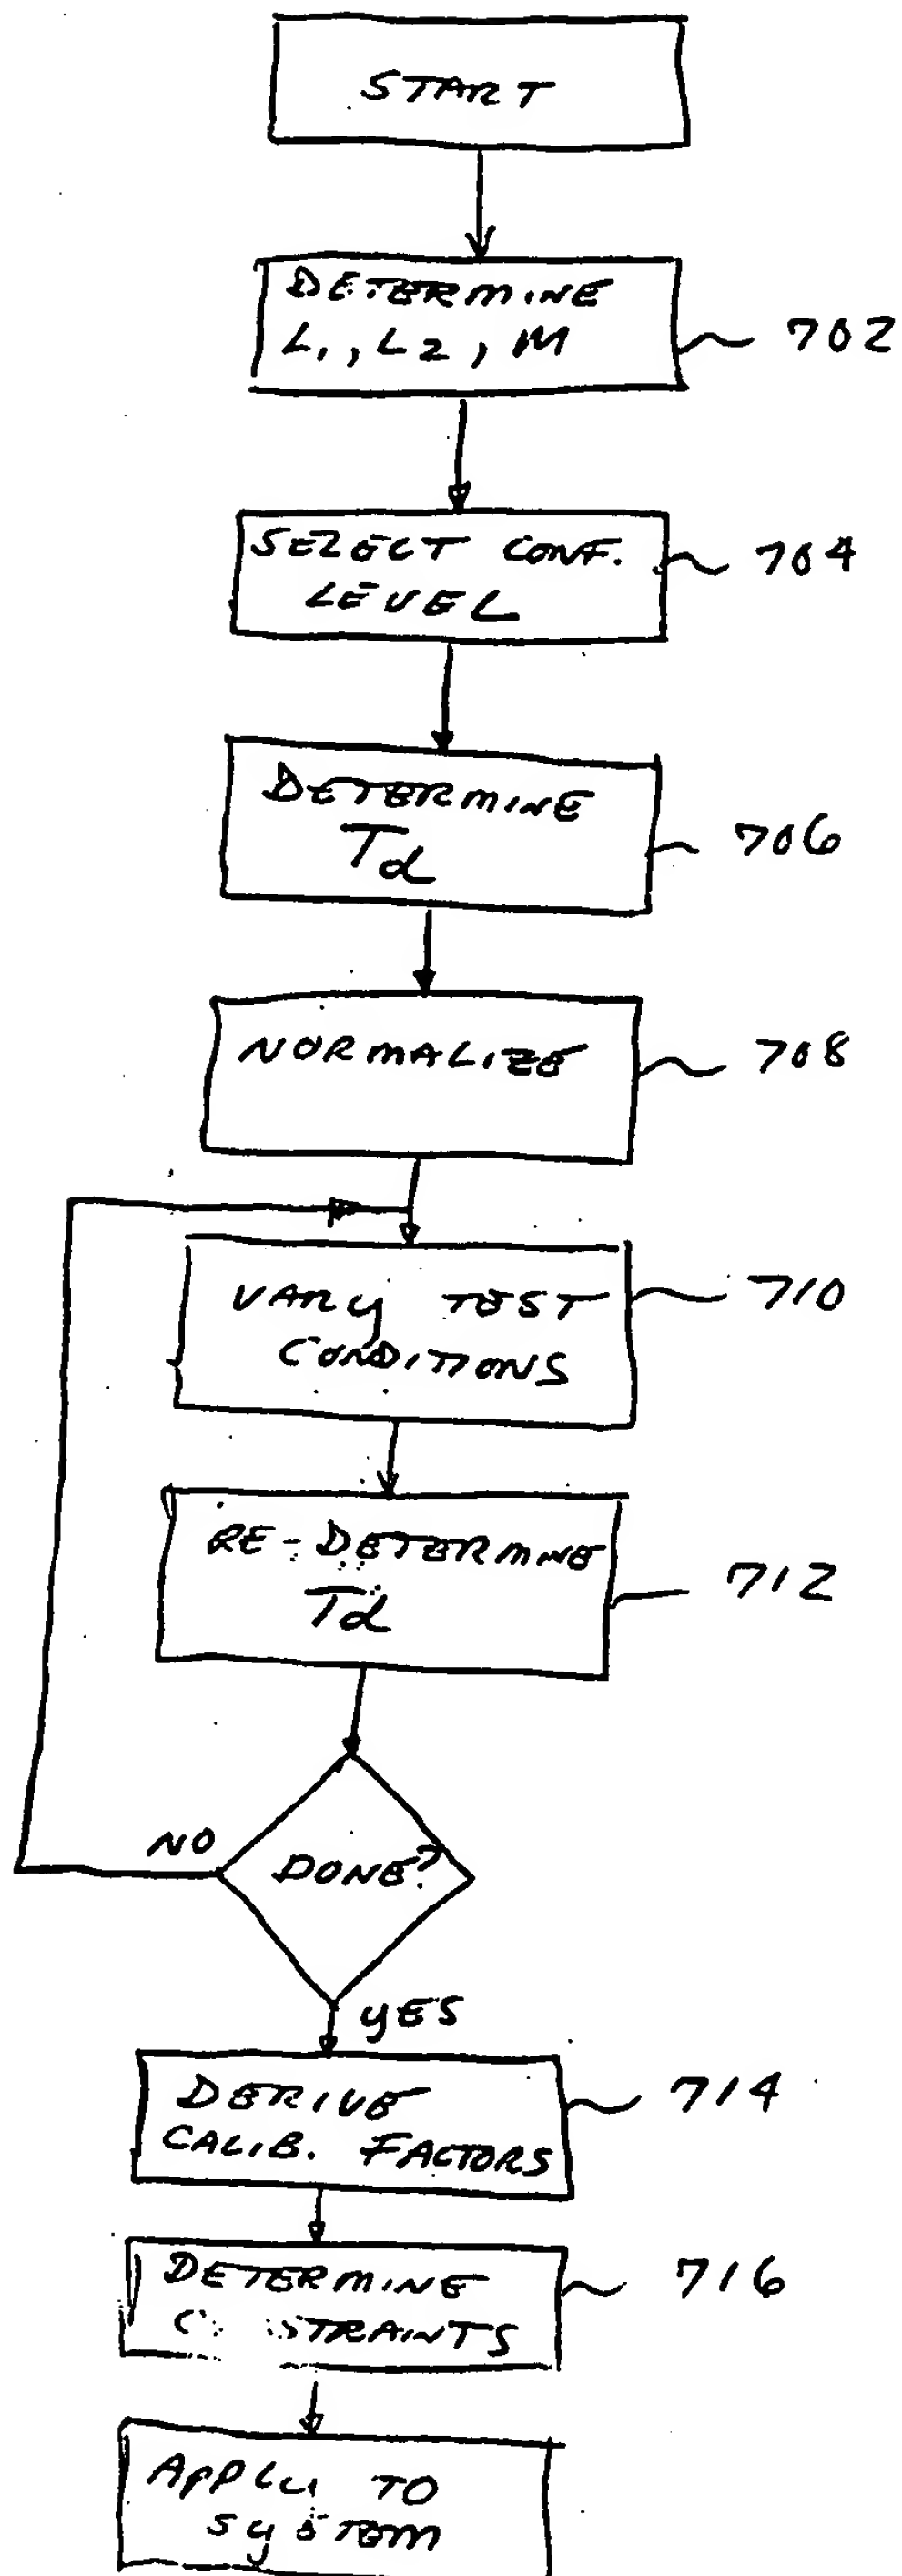 START
DETERMINE
L1, L2, M
702
SELECT CONF.
LEVEL
704
DETERMINE
Td
706
NORMALIZE
708
VARY TEST
CONDITIONS
710
RE-DETERMINE
Td
712
DONE?
NO
YES
DERIVE
CALIB. FACTORS
714
DETERMINE
CONSTRAINTS
716
APPLY TO
SYSTEM